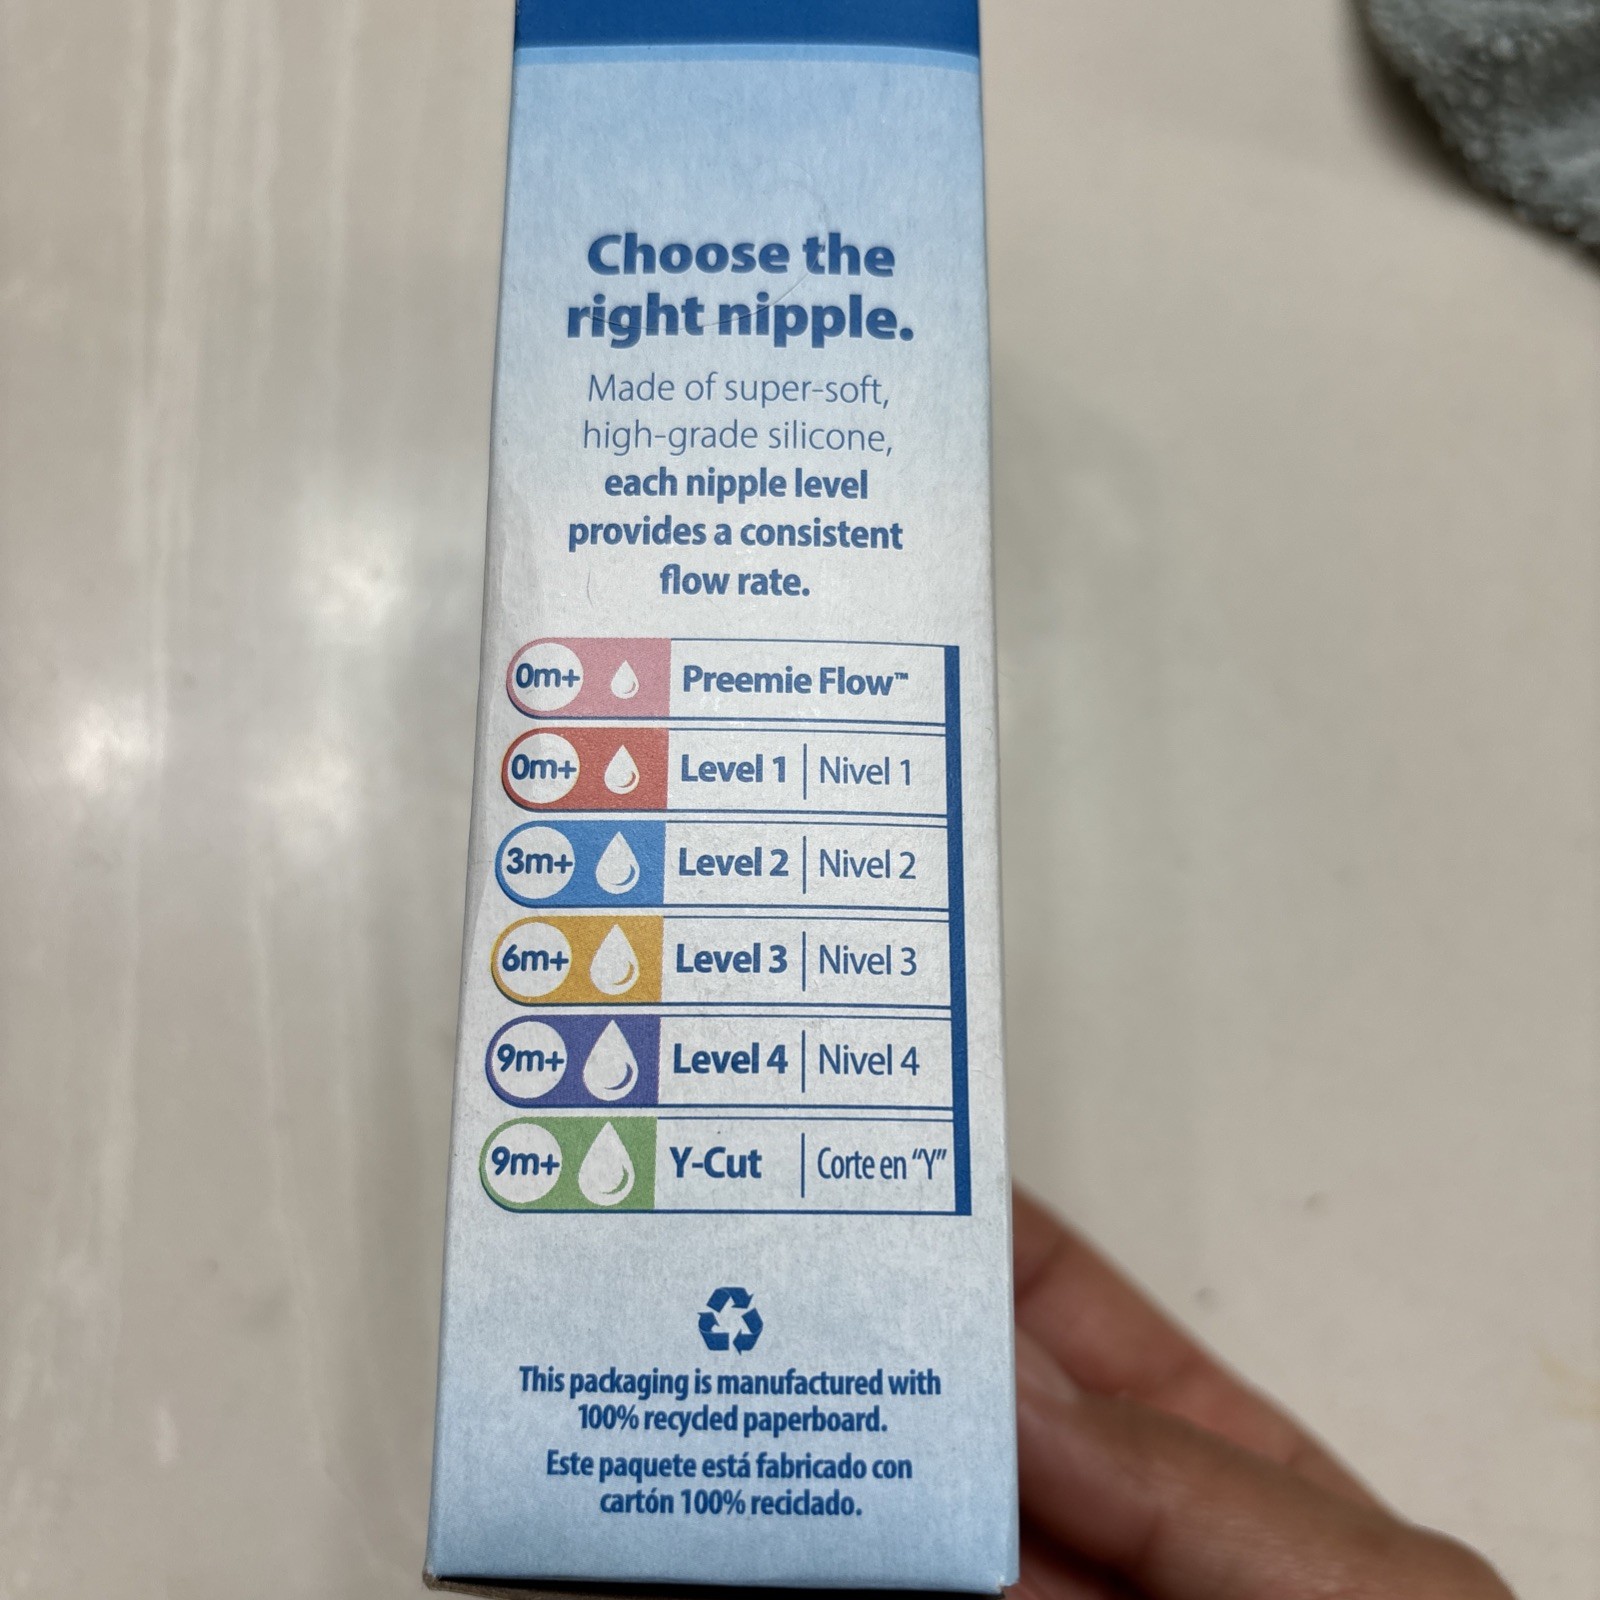 Choose the
right nipple.
Made of super-soft,
high-grade silicone,
each nipple level
provides a consistent
flow rate.
0m+ Preemie Flow™
0m+ Level 1 | Nivel 1
3m+ Level 2 | Nivel 2
6m+ Level 3 | Nivel 3
9m+ Level 4 | Nivel 4
9m+ Y-Cut | Corte en “Y”
This packaging is manufactured with
100% recycled paperboard.
Este paquete está fabricado con
cartón 100% reciclado.